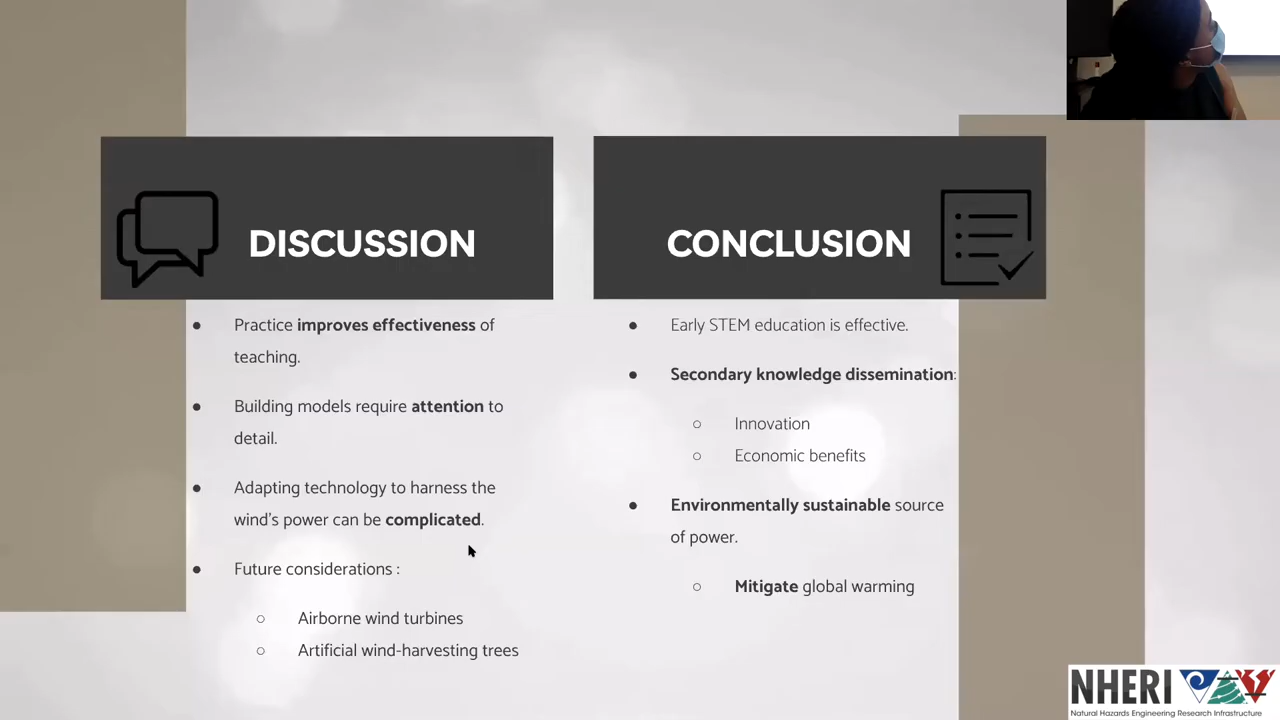 DISCUSSION
● Practice improves effectiveness of
teaching.
● Building models require attention to
detail.
● Adapting technology to harness the
wind's power can be complicated.
● Future considerations :
○ Airborne wind turbines
○ Artificial wind-harvesting trees
CONCLUSION
● Early STEM education is effective.
● Secondary knowledge dissemination:
○ Innovation
○ Economic benefits
● Environmentally sustainable source
of power.
○ Mitigate global warming
NHERI
Natural Hazards Engineering Research Infrastructure